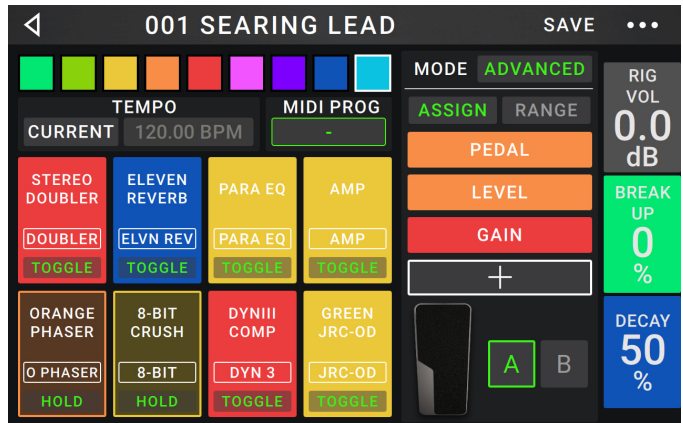 001 SEARING LEAD
SAVE
TEMPO
MIDI PROG
CURRENT
120.00 BPM
-
STEREO
DOUBLER
DOUBLER
TOGGLE
ELEVEN
REVERB
ELVN REV
TOGGLE
PARA EQ
PARA EQ
TOGGLE
AMP
AMP
TOGGLE
ORANGE
PHASER
O PHASER
HOLD
8-BIT
CRUSH
8-BIT
HOLD
DYNIII
COMP
DYN 3
TOGGLE
GREEN
JRC-OD
JRC-OD
TOGGLE
MODE ADVANCED
ASSIGN
RANGE
PEDAL
LEVEL
GAIN
+
A
B
RIG
VOL
0.0
dB
BREAK
UP
0
%
DECAY
50
%